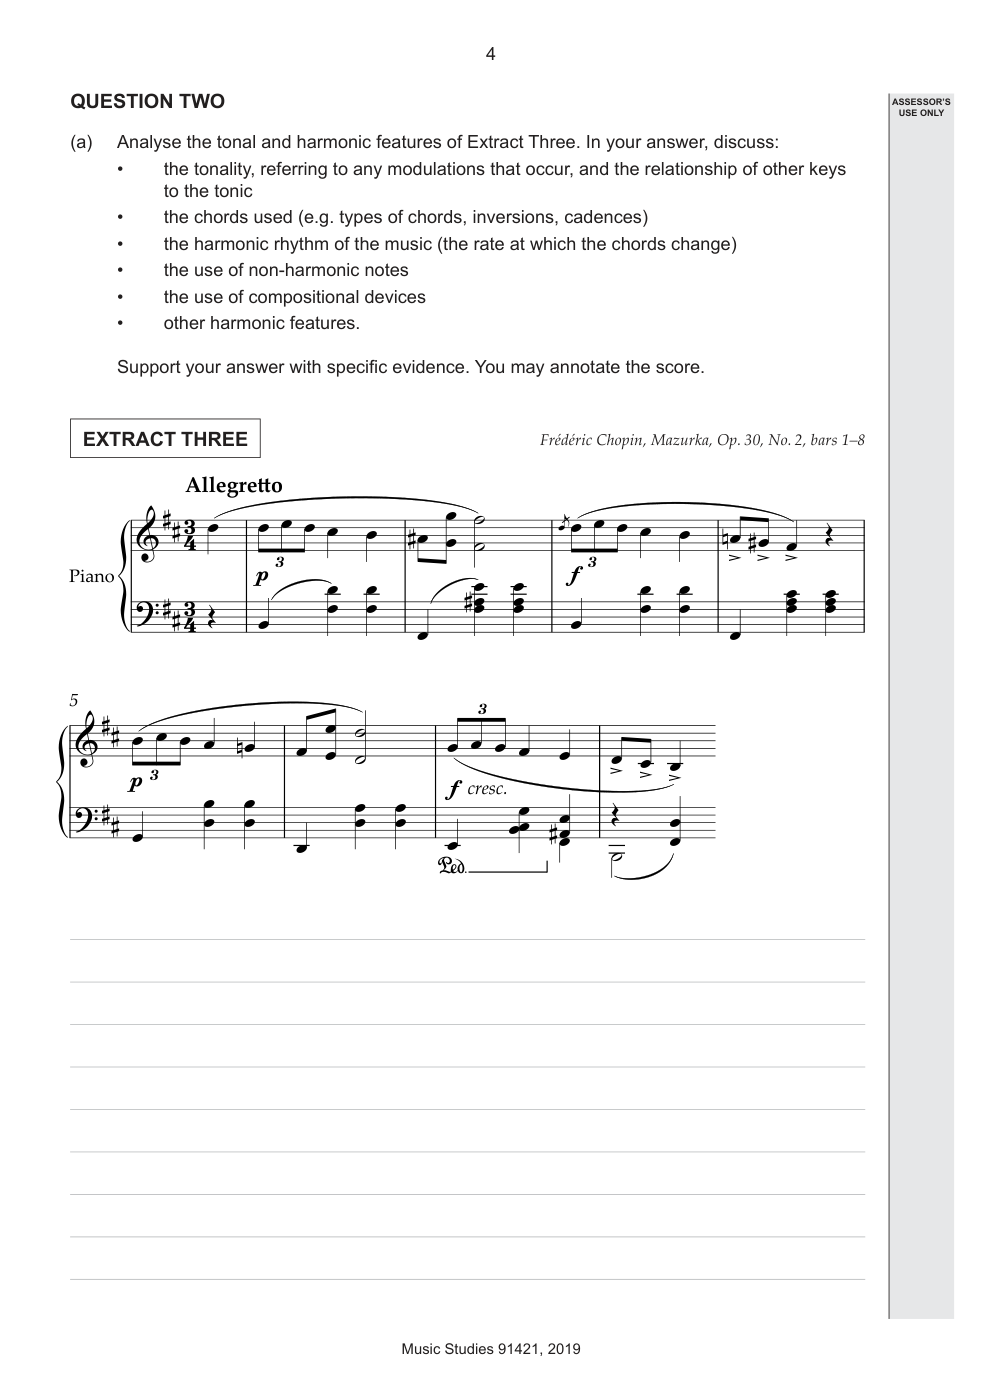 4
QUESTION TWO
ASSESSOR'S
USE ONLY
(a) Analyse the tonal and harmonic features of Extract Three. In your answer, discuss:
• the tonality, referring to any modulations that occur, and the relationship of other keys
to the tonic
• the chords used (e.g. types of chords, inversions, cadences)
• the harmonic rhythm of the music (the rate at which the chords change)
• the use of non-harmonic notes
• the use of compositional devices
• other harmonic features.
Support your answer with specific evidence. You may annotate the score.
EXTRACT THREE
Frédéric Chopin, Mazurka, Op. 30, No. 2, bars 1–8
Allegretto
3
4
3
3
Piano
p
f
3
4
5
3
p
3
f cresc.
Ped.
Music Studies 91421, 2019